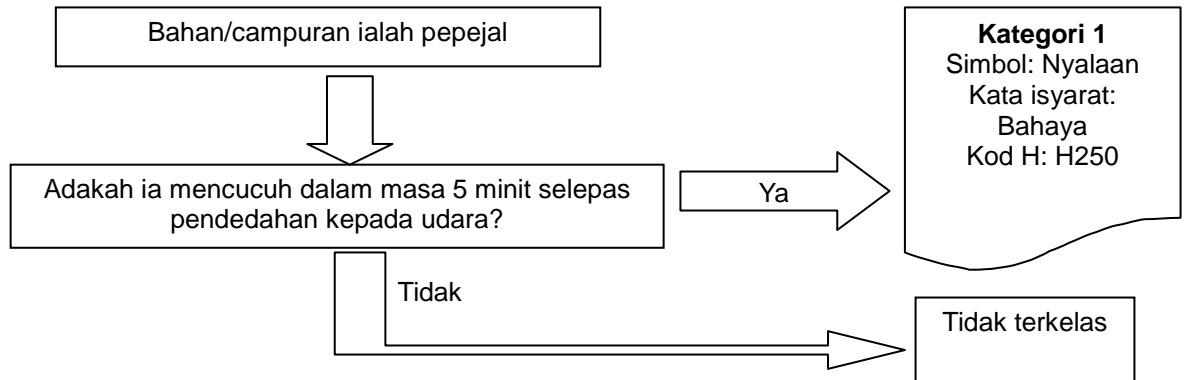 Bahan/campuran ialah pepejal
Kategori 1
Simbol: Nyalaan
Kata isyarat:
Bahaya
Kod H: H250
Adakah ia mencucuh dalam masa 5 minit selepas
pendedahan kepada udara?
Ya
Tidak
Tidak terkelas